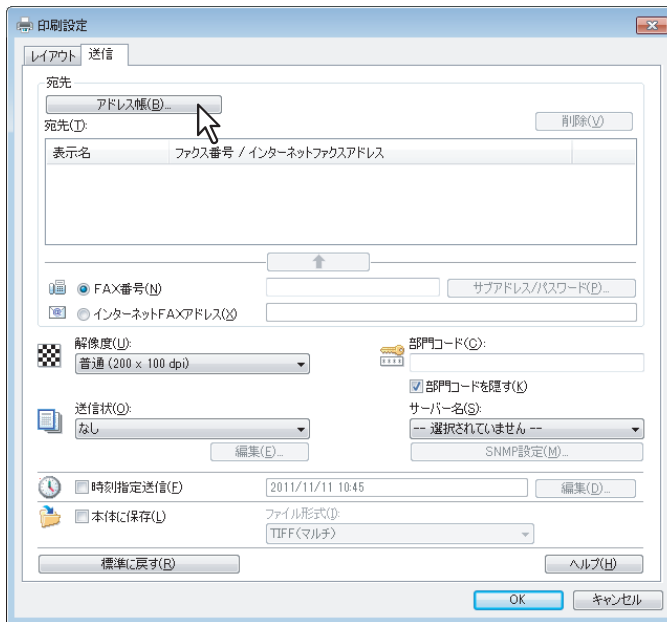 印刷設定
レイアウト 送信
宛先
アドレス帳(B)...
宛先(T):
削除(V)
表示名 ファクス番号 / インターネットファクスアドレス
FAX番号(N)
サブアドレス/パスワード(P)...
インターネットFAXアドレス(X)
解像度(U):
部門コード(C):
普通 (200 x 100 dpi)
部門コードを隠す(K)
送信状(O):
サーバー名(S):
なし
-- 選択されていません --
編集(E)...
SNMP設定(M)...
時刻指定送信(F) 2011/11/11 10:45 編集(D)...
本体に保存(L)
ファイル形式(I):
TIFF(マルチ)
標準に戻す(R) ヘルプ(H)
OK キャンセル